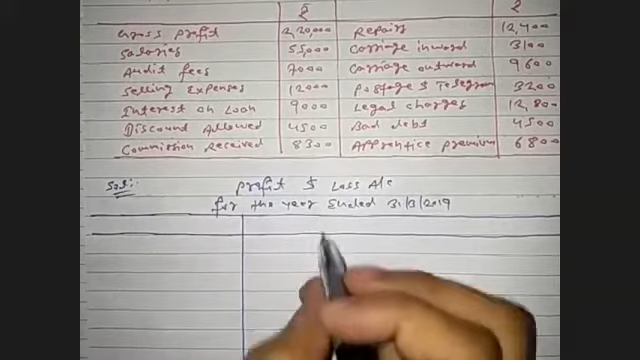 ₹ ₹
Gross profit 2,20,000 Repairs 12,400
Salaries 55,000 Carriage inward 3100
Audit fees 7000 Carriage outward 9600
Selling Expenses 12000 Postage & Telegram 3200
Interest on Loan 9000 Legal charges 12,800
Discount Allowed 4500 Bad debt 4500
Commission Received 8300 Apprentice premium 6800
Sol:-
Profit & Loss A/c
for the year Ended 31/3/2019